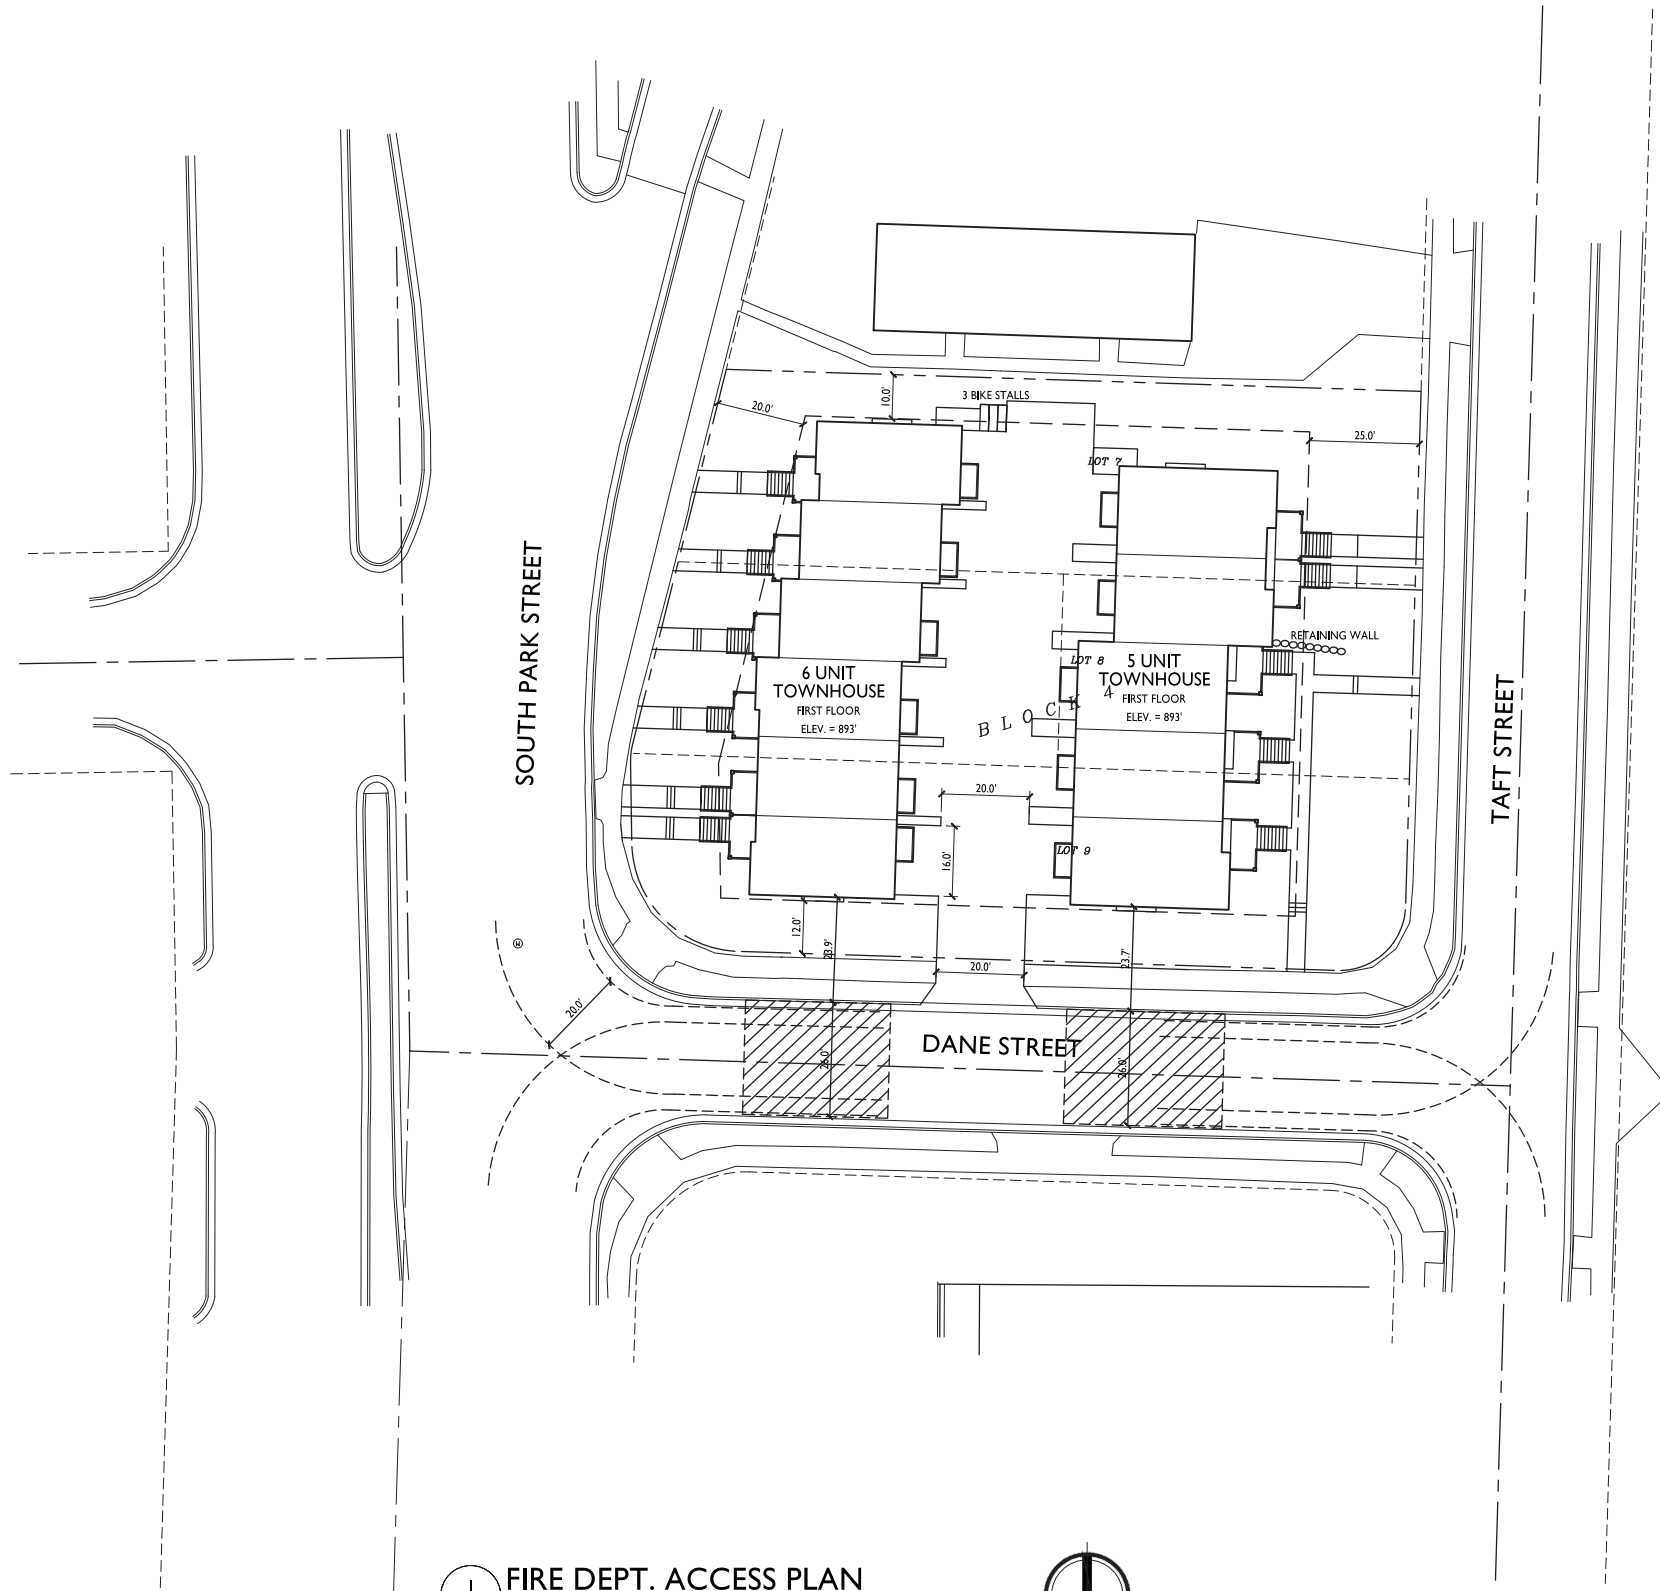 3 BIKE STALLS
10.0'
20.0'
25.0'
LOT 7
SOUTH PARK STREET
RETAINING WALL
6 UNIT
TOWNHOUSE
FIRST FLOOR
ELEV. = 893'
LOT 8
5 UNIT
TOWNHOUSE
FIRST FLOOR
ELEV. = 893'
BLOCK 4
TAFT STREET
20.0'
16.0'
LOT 9
12.0'
23.9'
23.7'
20.0'
20.0'
DANE STREET
26.0'
26.0'
1
FIRE DEPT. ACCESS PLAN